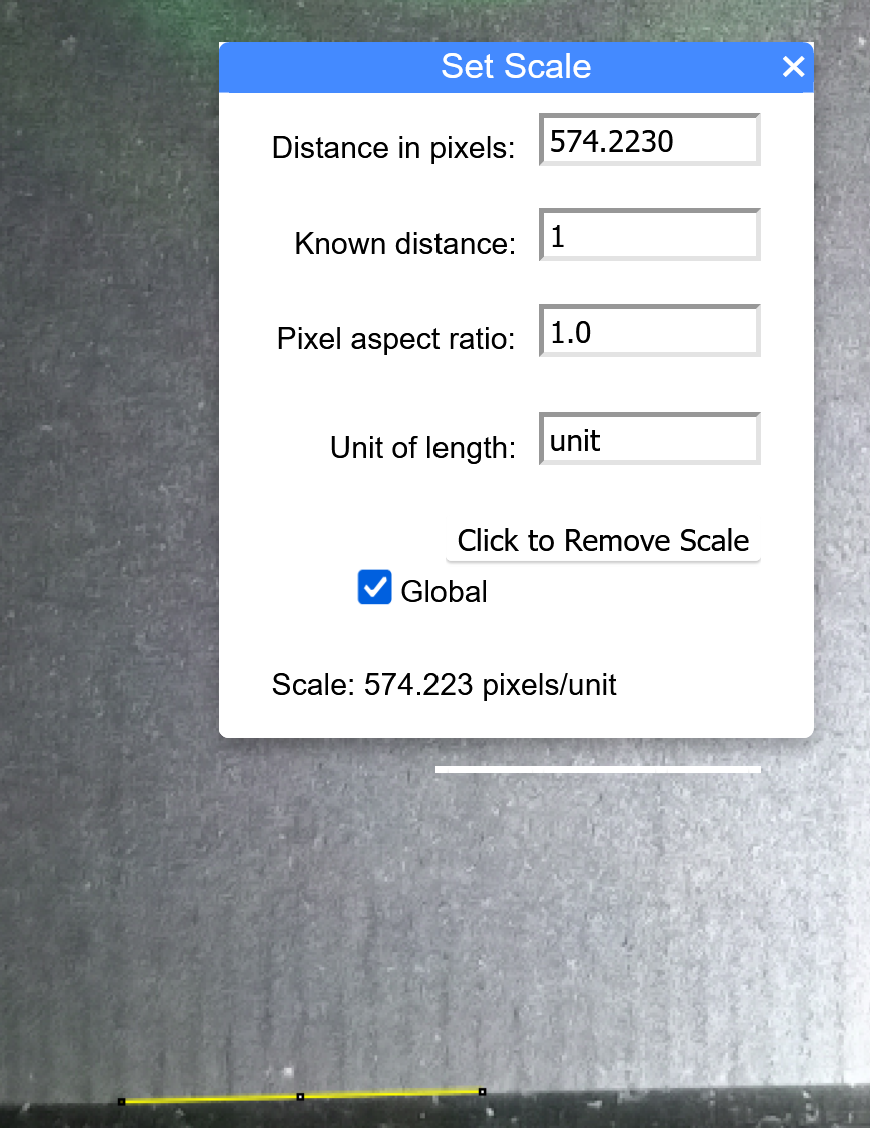 Set Scale
Distance in pixels: 574.2230
Known distance: 1
Pixel aspect ratio: 1.0
Unit of length: unit
Click to Remove Scale
Global
Scale: 574.223 pixels/unit